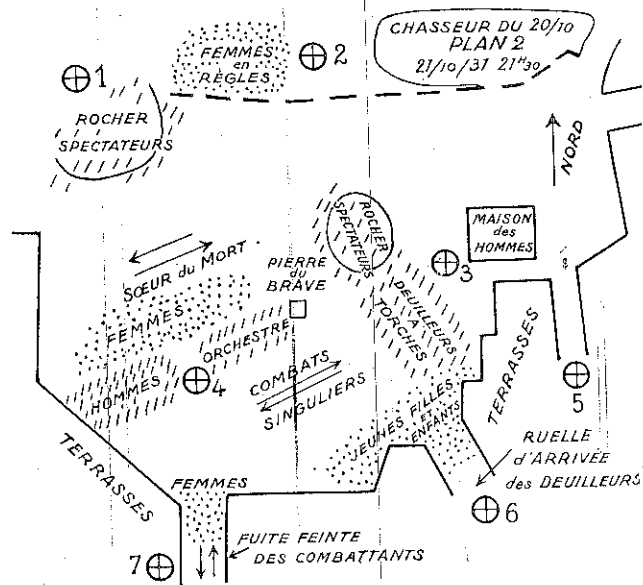 1
FEMMES
en
RÈGLES
2
CHASSEUR DU 20/10
PLAN 2
21/10/31 21H30
ROCHER
SPECTATEURS
NORD
ROCHER
SPECTATEURS
MAISON
des
HOMMES
3
SŒUR du MORT
PIERRE
du
BRAVE
FEMMES
ORCHESTRE
DEUILLEURS
A
TORCHES
HOMMES
4
COMBATS
SINGULIERS
TERRASSES
5
JEUNES FILLES
ET
ENFANTS
TERRASSES
RUELLE
d'ARRIVÉE
des DEUILLEURS
FEMMES
6
7
FUITE FEINTE
DES COMBATTANTS